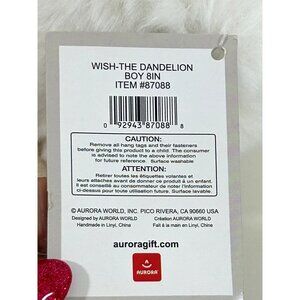 WISH-THE DANDELION
BOY 8IN
ITEM #87088
0 92943 87088 8
CAUTION:
Remove all hang tags and their fasteners
before giving this product to a child. The consumer
is advised to note the above information
for future reference. Surface washable.
ATTENTION:
Retirer toutes les étiquettes volantes et
leurs attaches avant de donner ce produit à un enfant.
Il est conseillé au consommateur de noter l'information
ci-dessus pour toute utilisation future. Surface lavable.
©AURORA WORLD, INC. PICO RIVERA, CA 90660 USA
Designed by AURORA WORLD Création AURORA WORLD
Handmade in Linyi, China Fait à la main en Linyi, Chine
auroragift.com
AURORA